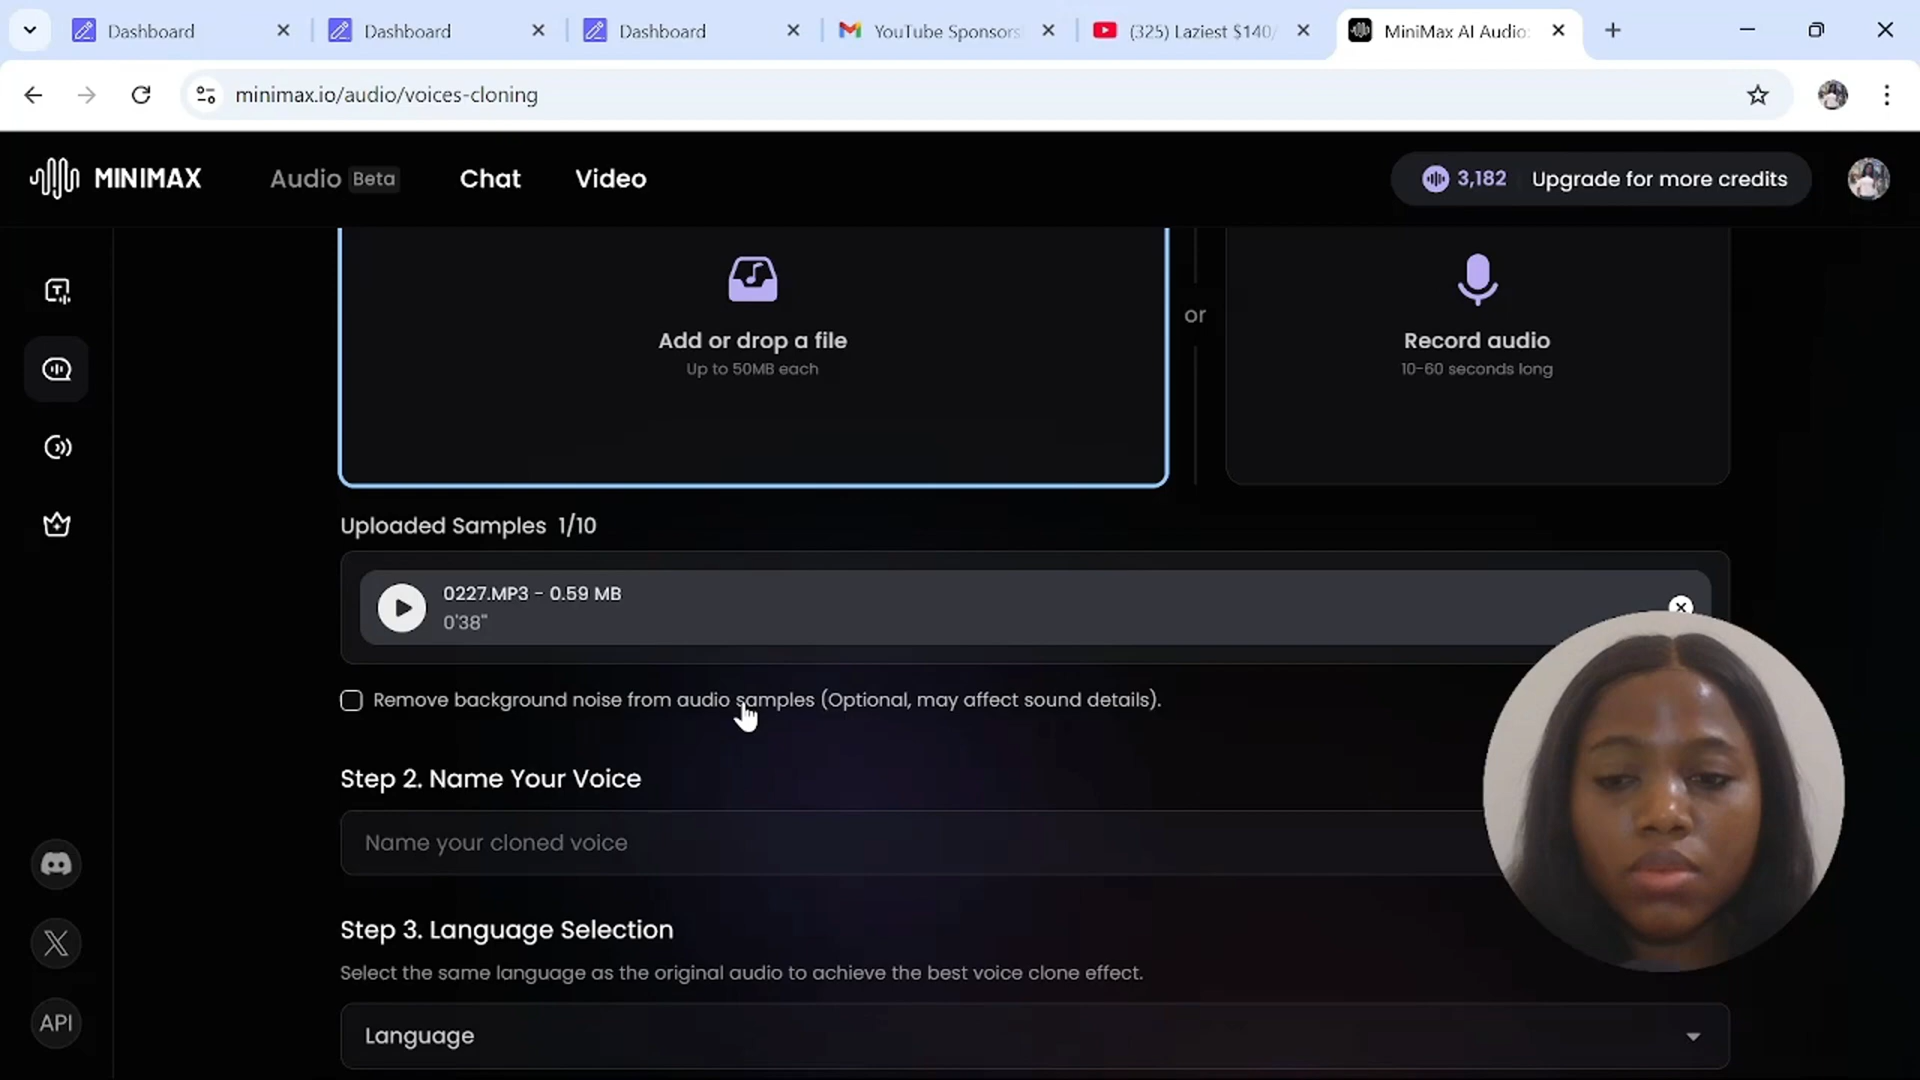 Dashboard
Dashboard
Dashboard
YouTube Sponsors
(325) Laziest $140/
MiniMax AI Audio:
minimax.io/audio/voices-cloning
MINIMAX
Audio Beta
Chat
Video
3,182
Upgrade for more credits
Add or drop a file
Up to 50MB each
or
Record audio
10-60 seconds long
Uploaded Samples 1/10
0227.MP3 - 0.59 MB
0'38"
Remove background noise from audio samples (Optional, may affect sound details).
Step 2. Name Your Voice
Name your cloned voice
Step 3. Language Selection
Select the same language as the original audio to achieve the best voice clone effect.
Language
API